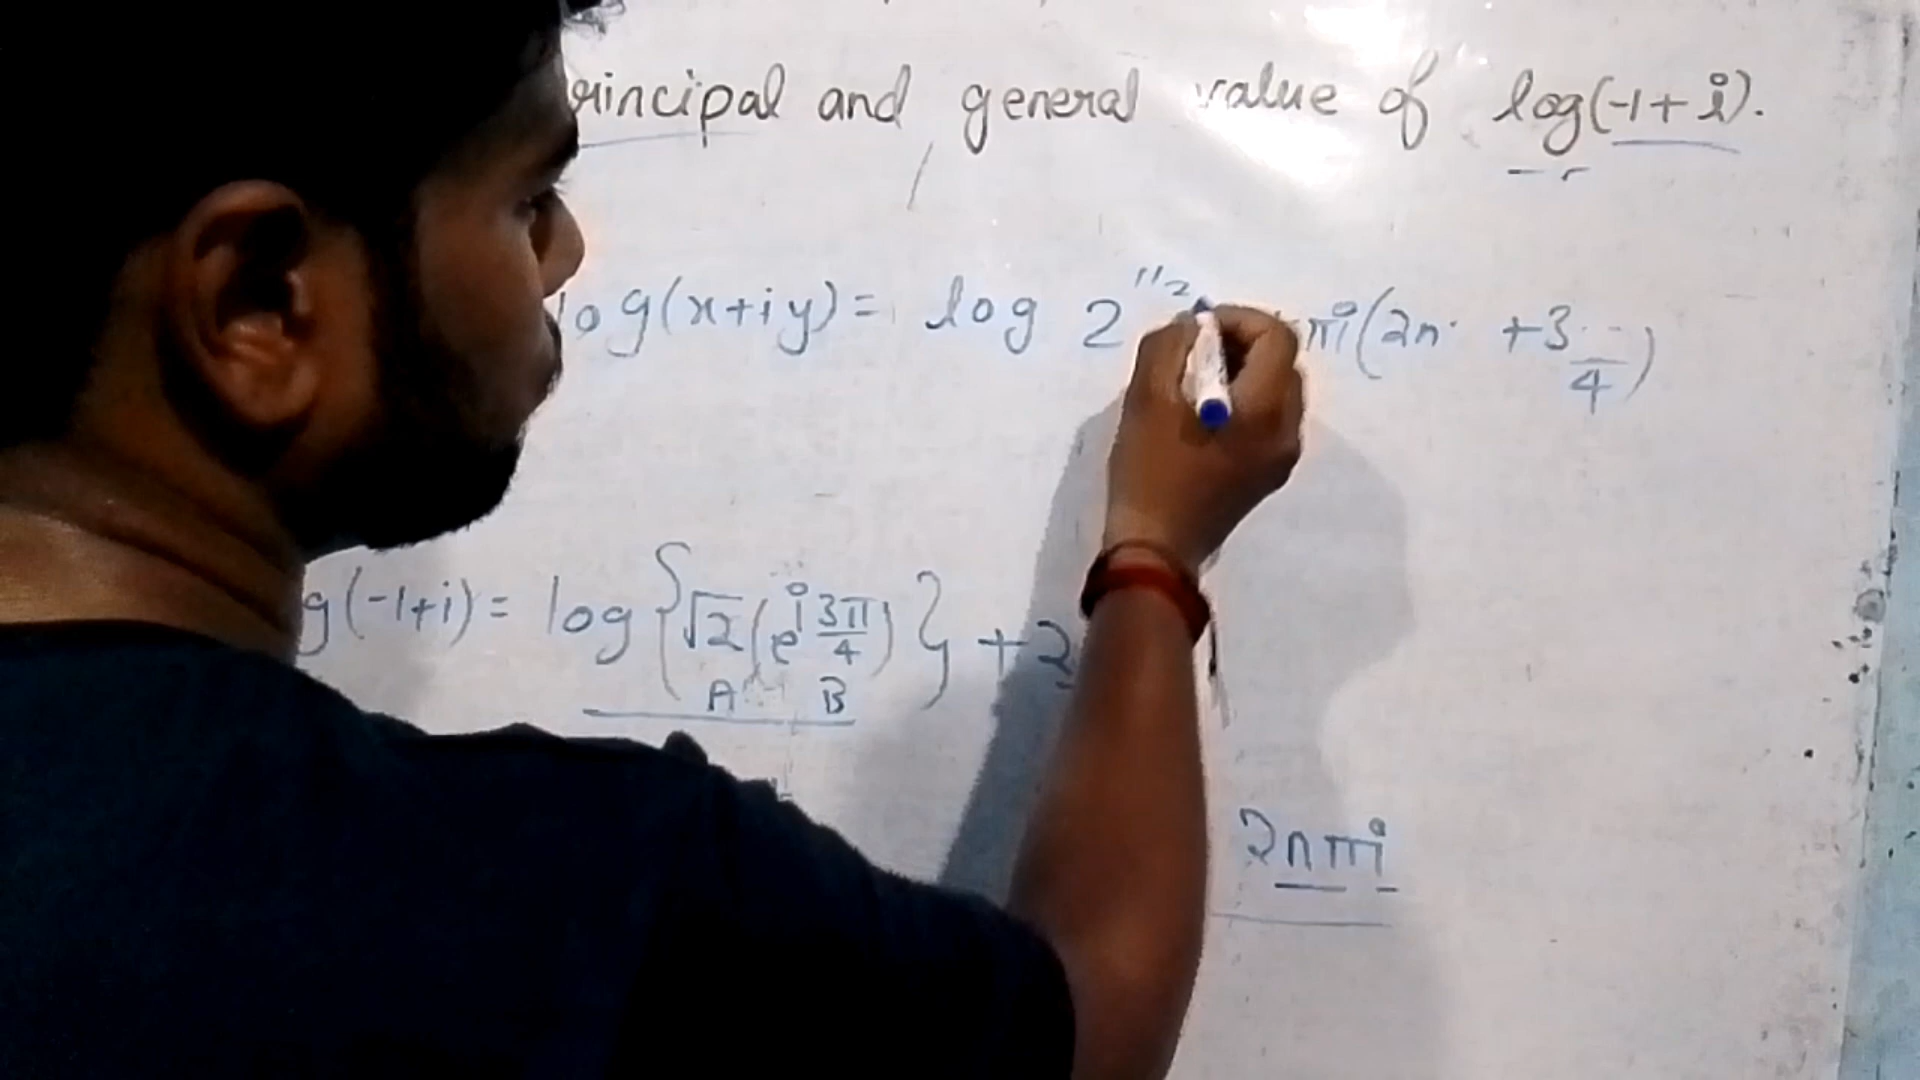 rincipal and general value of log(-1+i).
log(x+iy) = log 2^1/2 πi(2n + 3/4)
g(-1+i) = log{√2(e^i3π/4)} + 2
A B
2nπi